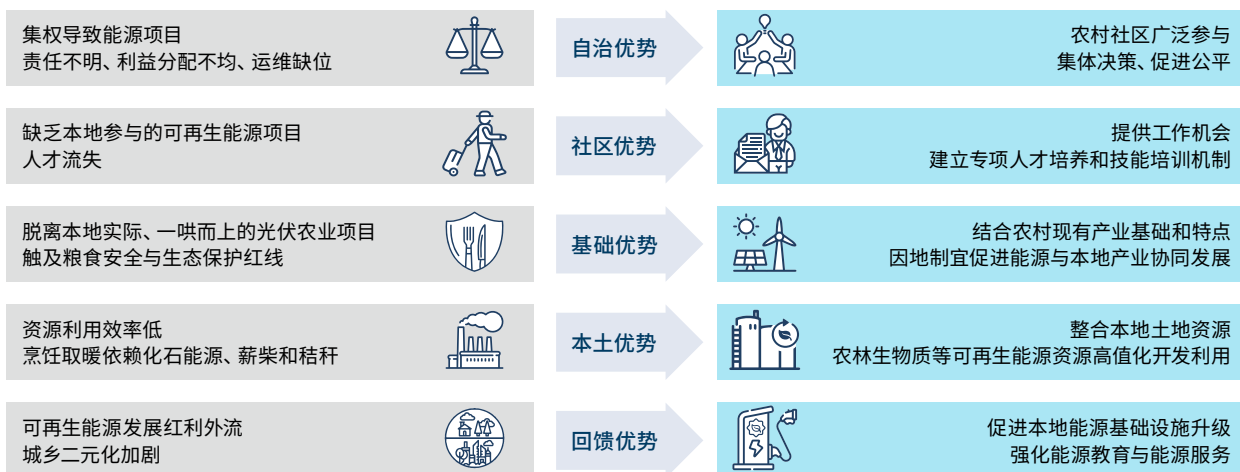 集权导致能源项目
责任不明、利益分配不均、运维缺位
自治优势
农村社区广泛参与
集体决策、促进公平
缺乏本地参与的可再生能源项目
人才流失
社区优势
提供工作机会
建立专项人才培养和技能培训机制
脱离本地实际、一哄而上的光伏农业项目
触及粮食安全与生态保护红线
基础优势
结合农村现有产业基础和特点
因地制宜促进能源与本地产业协同发展
资源利用效率低
烹饪取暖依赖化石能源、薪柴和秸秆
本土优势
整合本地土地资源
农林生物质等可再生能源资源高值化开发利用
可再生能源发展红利外流
城乡二元化加剧
回馈优势
促进本地能源基础设施升级
强化能源教育与能源服务